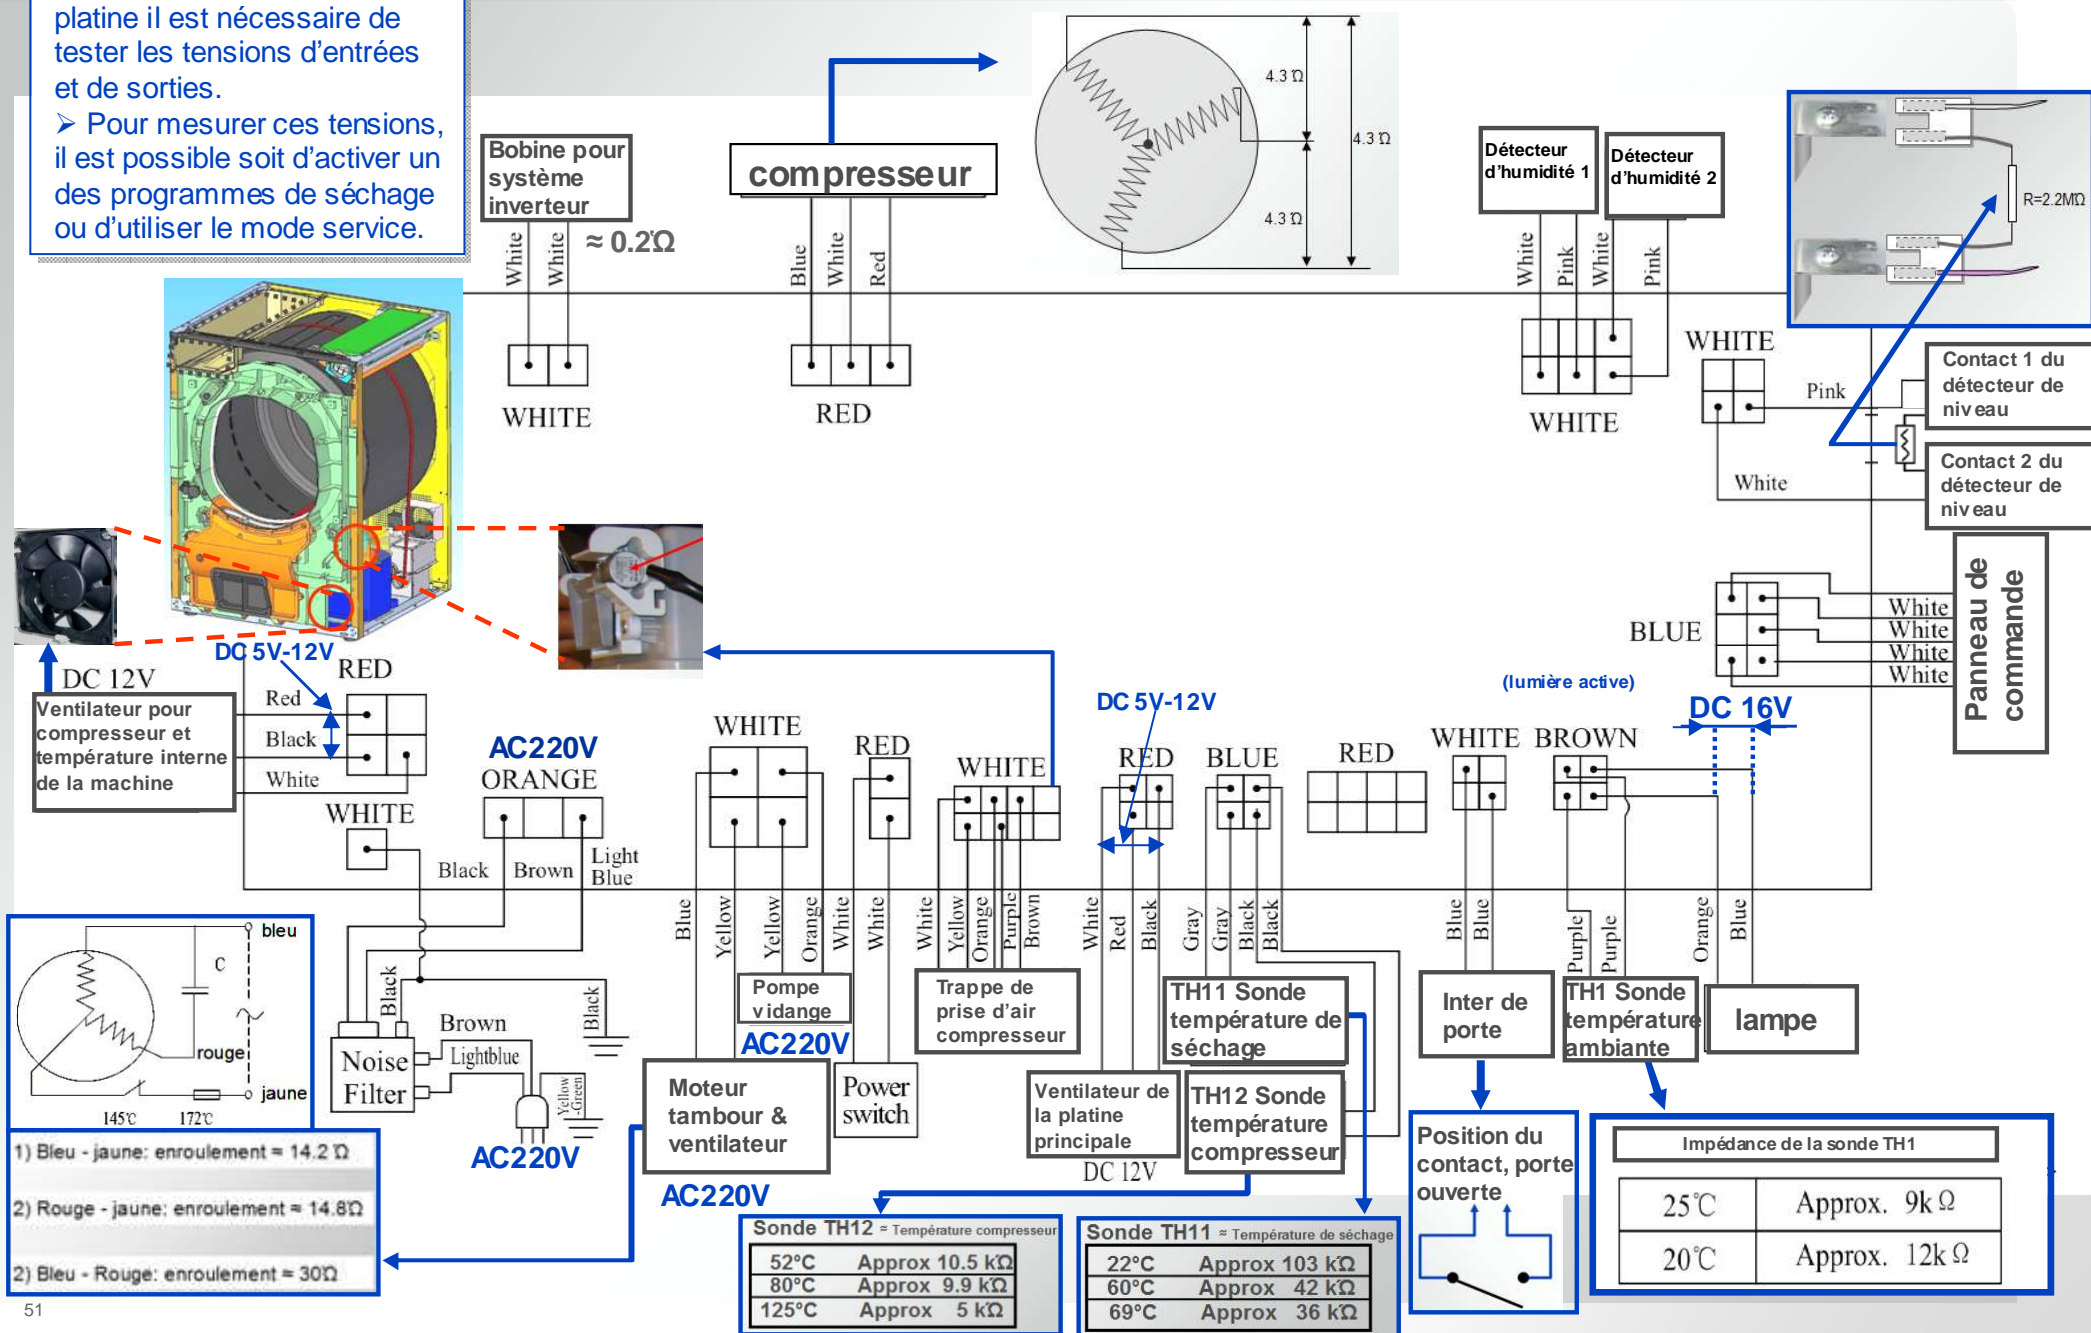 platine il est nécessaire de
tester les tensions d'entrées
et de sorties.
➢ Pour mesurer ces tensions,
il est possible soit d'activer un
des programmes de séchage
ou d'utiliser le mode service.
Bobine pour
système
inverteur
≈ 0.2Ω
White
White
WHITE
compresseur
Blue
White
Red
RED
4.3 Ω
4.3 Ω
4.3 Ω
Détecteur
d'humidité 1
Détecteur
d'humidité 2
White
Pink
White
Pink
WHITE
R=2.2MΩ
WHITE
Pink
White
Contact 1 du
détecteur de
niveau
Contact 2 du
détecteur de
niveau
BLUE
White
White
White
White
Panneau de
commande
DC 12V
DC 5V-12V
RED
Ventilateur pour
compresseur et
température interne
de la machine
Red
Black
White
WHITE
AC220V
ORANGE
Black
Brown
Light
Blue
WHITE
RED
WHITE
DC 5V-12V
RED
BLUE
RED
(lumière active)
WHITE
BROWN
DC 16V
Blue
Yellow
Yellow
Orange
White
White
White
Yellow
Orange
Purple
Brown
White
Red
Black
Gray
Gray
Black
Black
Blue
Blue
Purple
Purple
Orange
Blue
bleu
C
rouge
jaune
145℃
172℃
Black
Black
Noise
Filter
Brown
Lightblue
Yellow
-Green
AC220V
Pompe
vidange
AC220V
Moteur
tambour &
ventilateur
AC220V
Power
switch
Trappe de
prise d'air
compresseur
Ventilateur de
la platine
principale
DC 12V
TH11 Sonde
température de
séchage
TH12 Sonde
température
compresseur
Inter de
porte
TH1 Sonde
température
ambiante
lampe
1) Bleu - jaune: enroulement ≈ 14.2 Ω
2) Rouge - jaune: enroulement ≈ 14.8Ω
2) Bleu - Rouge: enroulement ≈ 30Ω
Sonde TH12 ≈ Température compresseur
52°C Approx 10.5 kΩ
80°C Approx 9.9 kΩ
125°C Approx 5 kΩ
Sonde TH11 ≈ Température de séchage
22°C Approx 103 kΩ
60°C Approx 42 kΩ
69°C Approx 36 kΩ
Position du
contact, porte
ouverte
Impédance de la sonde TH1
25℃ Approx. 9k Ω
20℃ Approx. 12k Ω
51